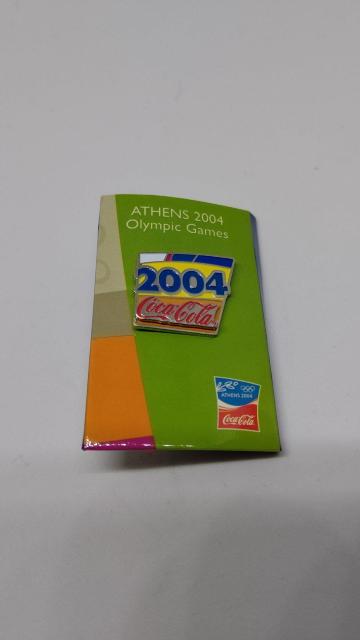 ATHENS 2004
Olympic Games
2004
Coca-Cola
ATHENS 2004
Coca-Cola